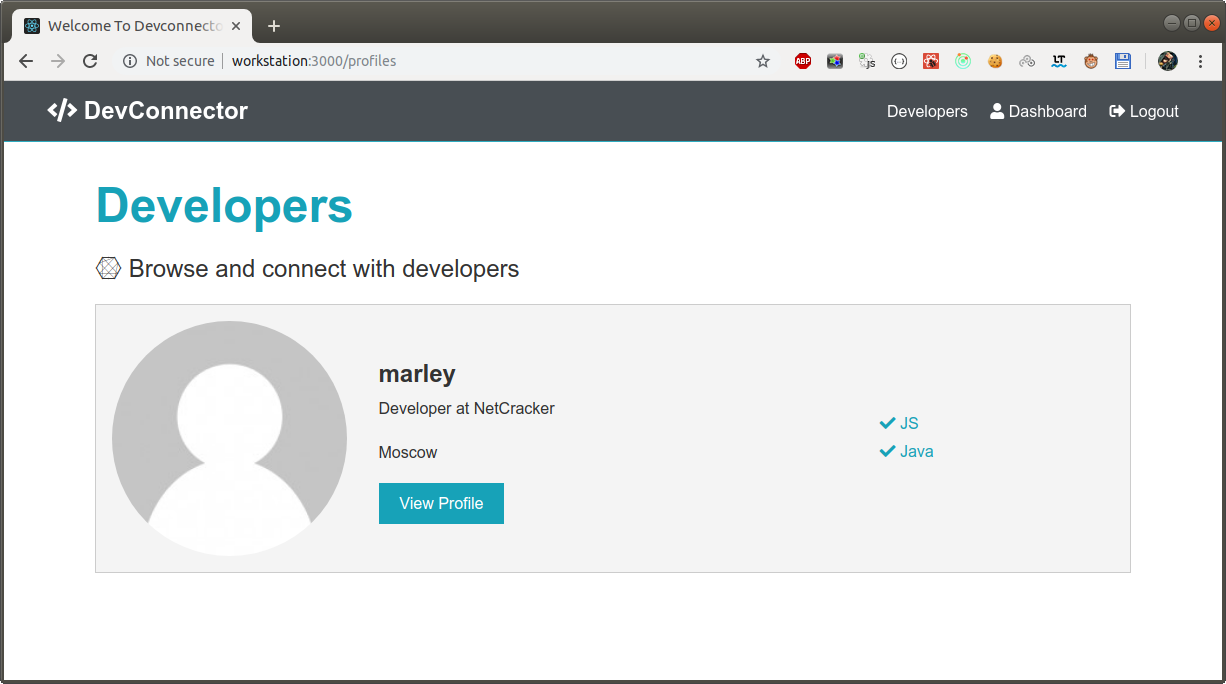 Welcome To Devconnecto
Not secure
workstation:3000/profiles
ABP
js
LT
DevConnector
Developers
Dashboard
Logout
Developers
Browse and connect with developers
marley
Developer at NetCracker
Moscow
View Profile
JS
Java